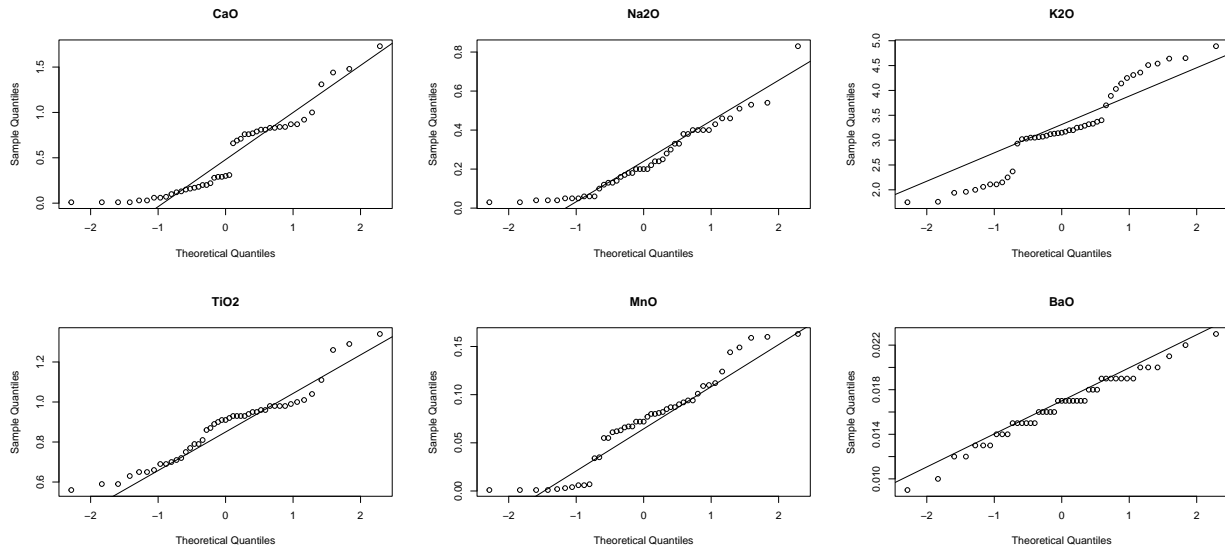 CaO
Na2O
K2O
Sample Quantiles
0.0 0.5 1.0 1.5
−2 −1 0 1 2
Theoretical Quantiles
Sample Quantiles
0.0 0.2 0.4 0.6 0.8
−2 −1 0 1 2
Theoretical Quantiles
Sample Quantiles
2.0 2.5 3.0 3.5 4.0 4.5 5.0
−2 −1 0 1 2
Theoretical Quantiles
TiO2
MnO
BaO
Sample Quantiles
0.6 0.8 1.0 1.2
−2 −1 0 1 2
Theoretical Quantiles
Sample Quantiles
0.00 0.05 0.10 0.15
−2 −1 0 1 2
Theoretical Quantiles
Sample Quantiles
0.010 0.014 0.018 0.022
−2 −1 0 1 2
Theoretical Quantiles